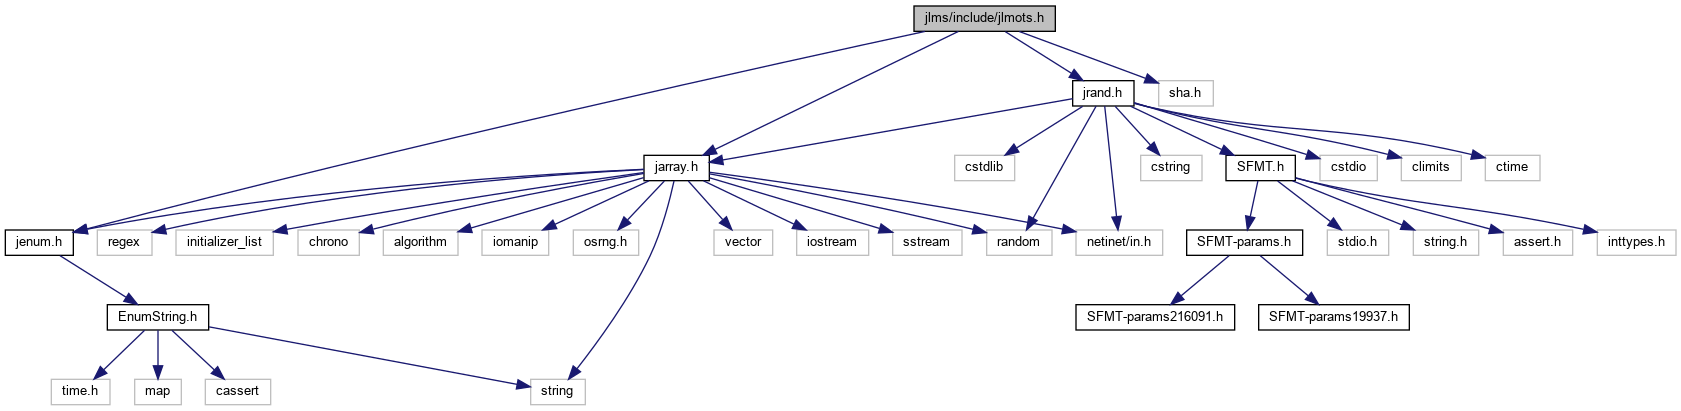 jlms/include/jlmots.h
jrand.h
sha.h
jarray.h
cstdlib
cstring
SFMT.h
cstdio
climits
ctime
jenum.h
regex
initializer_list
chrono
algorithm
iomanip
osrng.h
vector
iostream
sstream
random
netinet/in.h
SFMT-params.h
stdio.h
string.h
assert.h
inttypes.h
EnumString.h
SFMT-params216091.h
SFMT-params19937.h
time.h
map
cassert
string